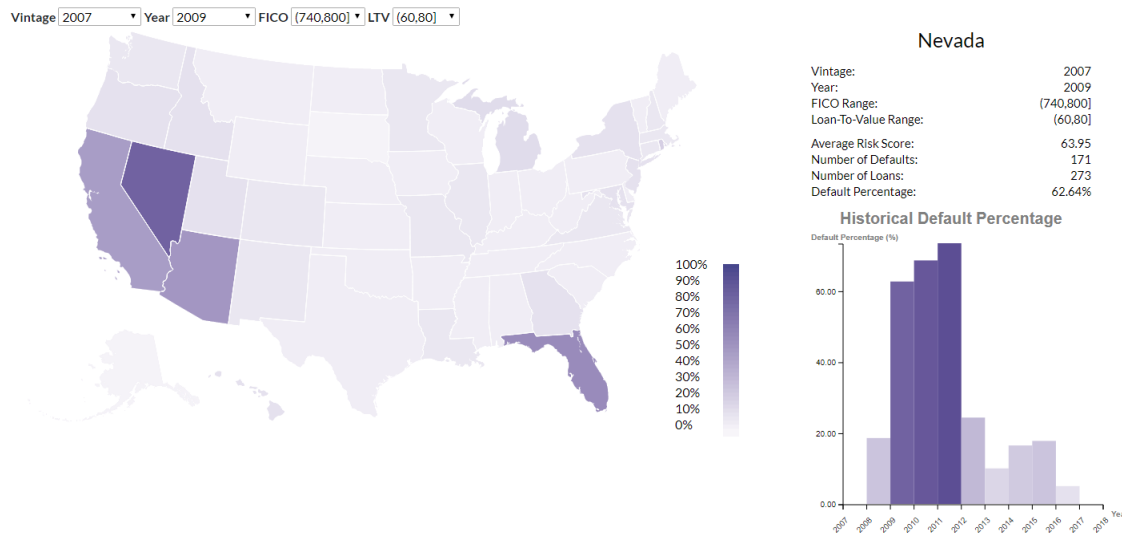 Vintage 2007 Year 2009 FICO (740,800] LTV (60,80]
Nevada
Vintage: 2007
Year: 2009
FICO Range: (740,800]
Loan-To-Value Range: (60,80]
Average Risk Score: 63.95
Number of Defaults: 171
Number of Loans: 273
Default Percentage: 62.64%
Historical Default Percentage
Default Percentage (%)
60.00
40.00
20.00
0.00
2007 2008 2009 2010 2011 2012 2013 2014 2015 2016 2017 2018
100%
90%
80%
70%
60%
50%
40%
30%
20%
10%
0%